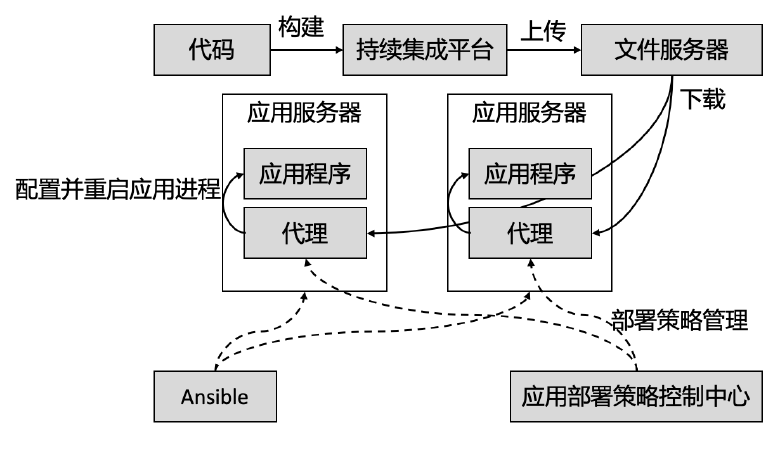 代码
构建
持续集成平台
上传
文件服务器
下载
应用服务器
应用服务器
应用程序
应用程序
配置并重启应用进程
代理
代理
部署策略管理
Ansible
应用部署策略控制中心